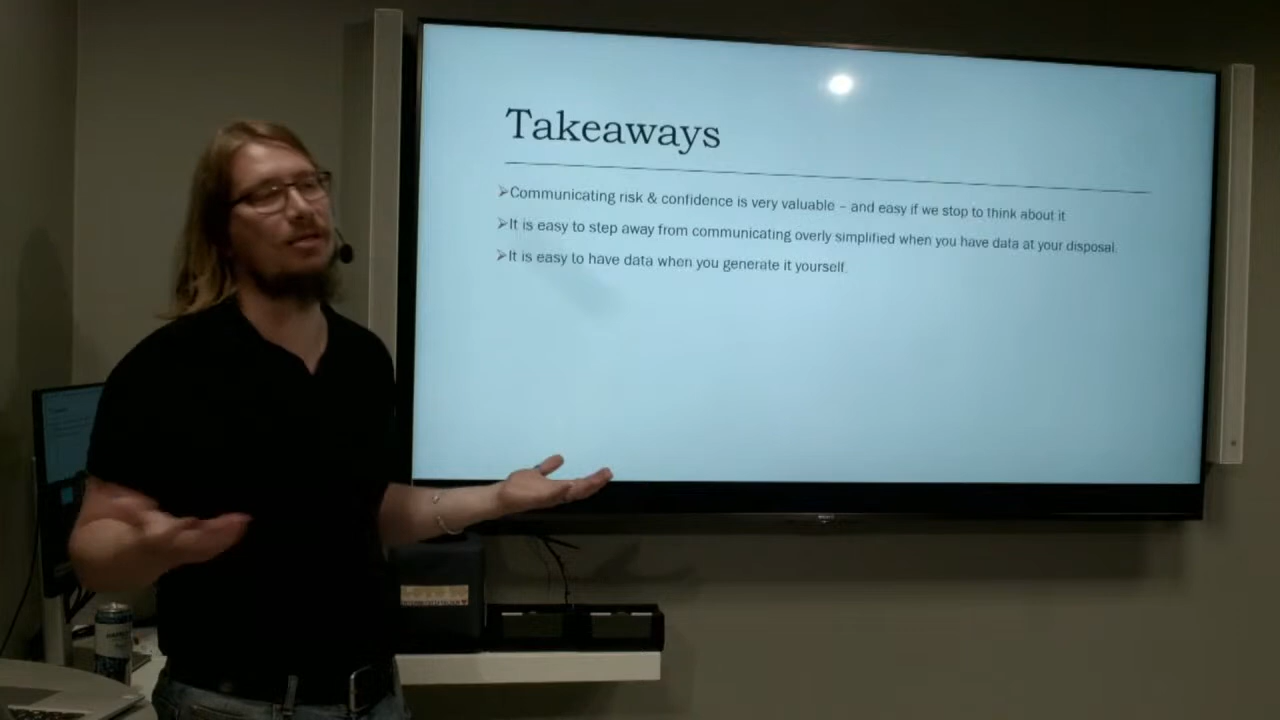 Takeaways
➢Communicating risk & confidence is very valuable – and easy if we stop to think about it
➢It is easy to step away from communicating overly simplified when you have data at your disposal.
➢It is easy to have data when you generate it yourself.